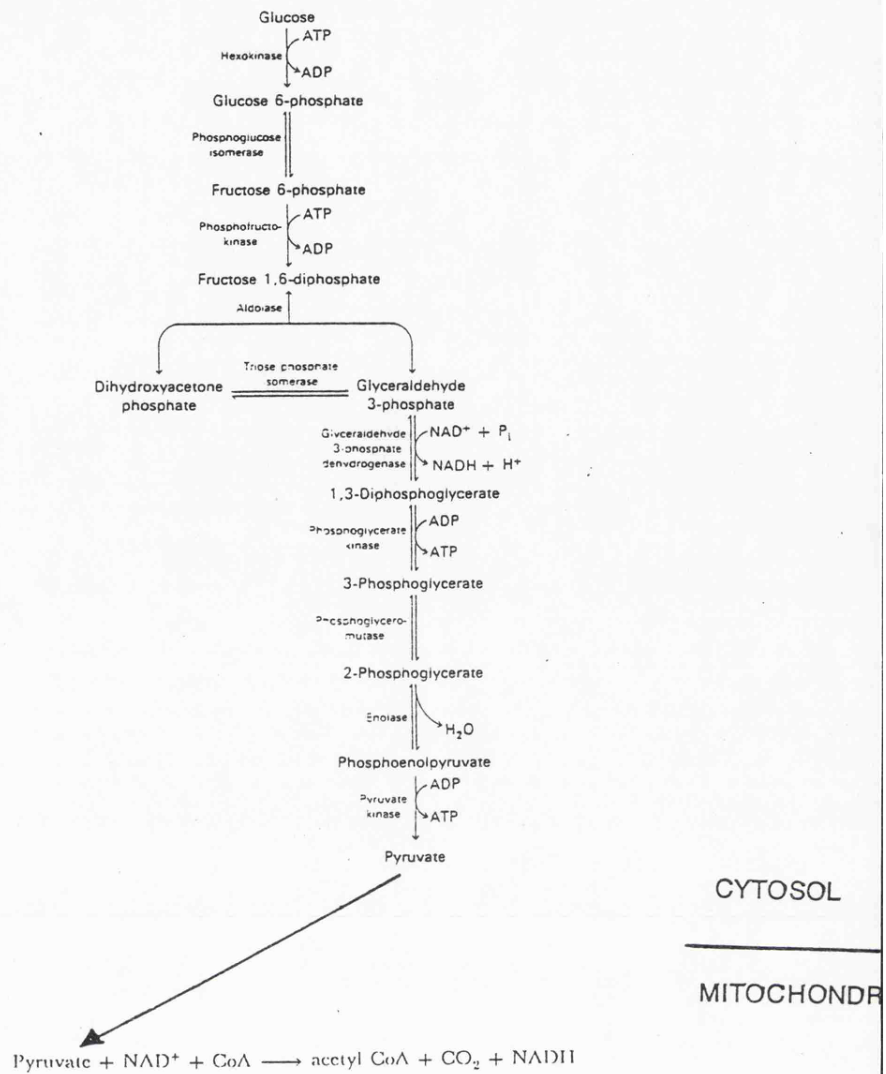 Glucose
ATP
Hexokinase
ADP
Glucose 6-phosphate
Phosphoglucose
isomerase
Fructose 6-phosphate
ATP
Phosphofructo-
kinase
ADP
Fructose 1,6-diphosphate
Aldolase
Triose phosphate
isomerase
Dihydroxyacetone
phosphate
Glyceraldehyde
3-phosphate
Glyceraldehyde
3-phosphate
dehydrogenase
NAD⁺ + Pᵢ
NADH + H⁺
1,3-Diphosphoglycerate
ADP
Phosphoglycerate
kinase
ATP
3-Phosphoglycerate
Phosphoglycero-
mutase
2-Phosphoglycerate
Enolase
H₂O
Phosphoenolpyruvate
ADP
Pyruvate
kinase
ATP
Pyruvate
CYTOSOL
MITOCHONDR
Pyruvate + NAD⁺ + CoA ⟶ acetyl CoA + CO₂ + NADH